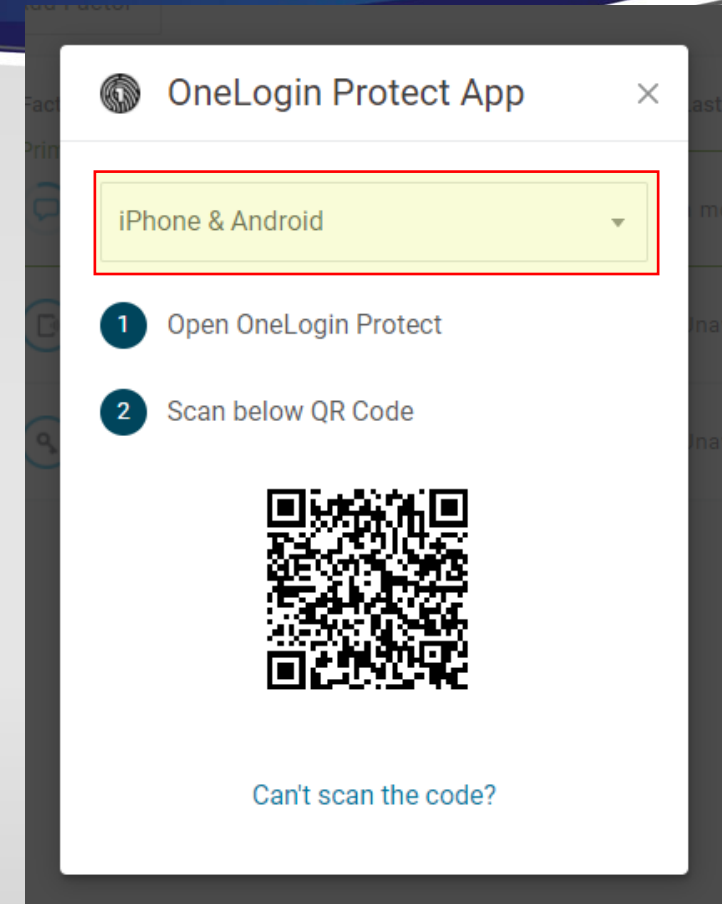 OneLogin Protect App
iPhone & Android
1 Open OneLogin Protect
2 Scan below QR Code
Can't scan the code?